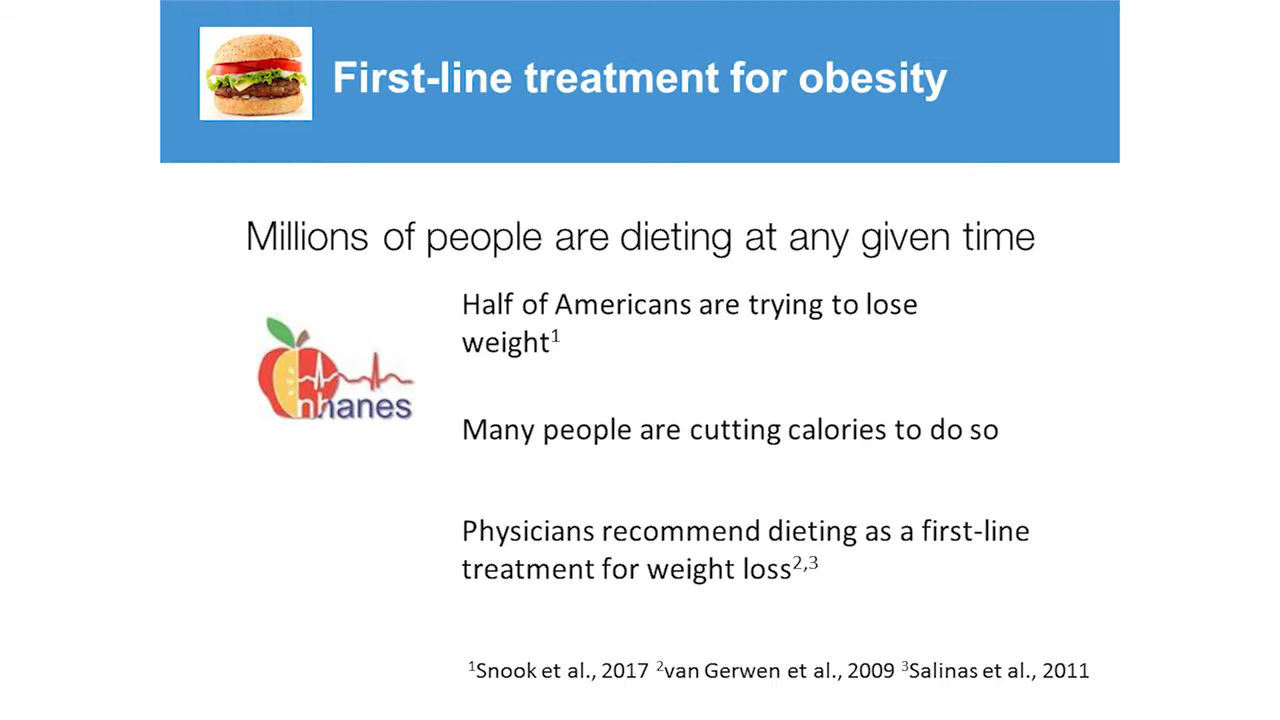 First-line treatment for obesity
Millions of people are dieting at any given time
Half of Americans are trying to lose
weight¹
nhanes
Many people are cutting calories to do so
Physicians recommend dieting as a first-line
treatment for weight loss²,³
¹Snook et al., 2017 ²van Gerwen et al., 2009 ³Salinas et al., 2011